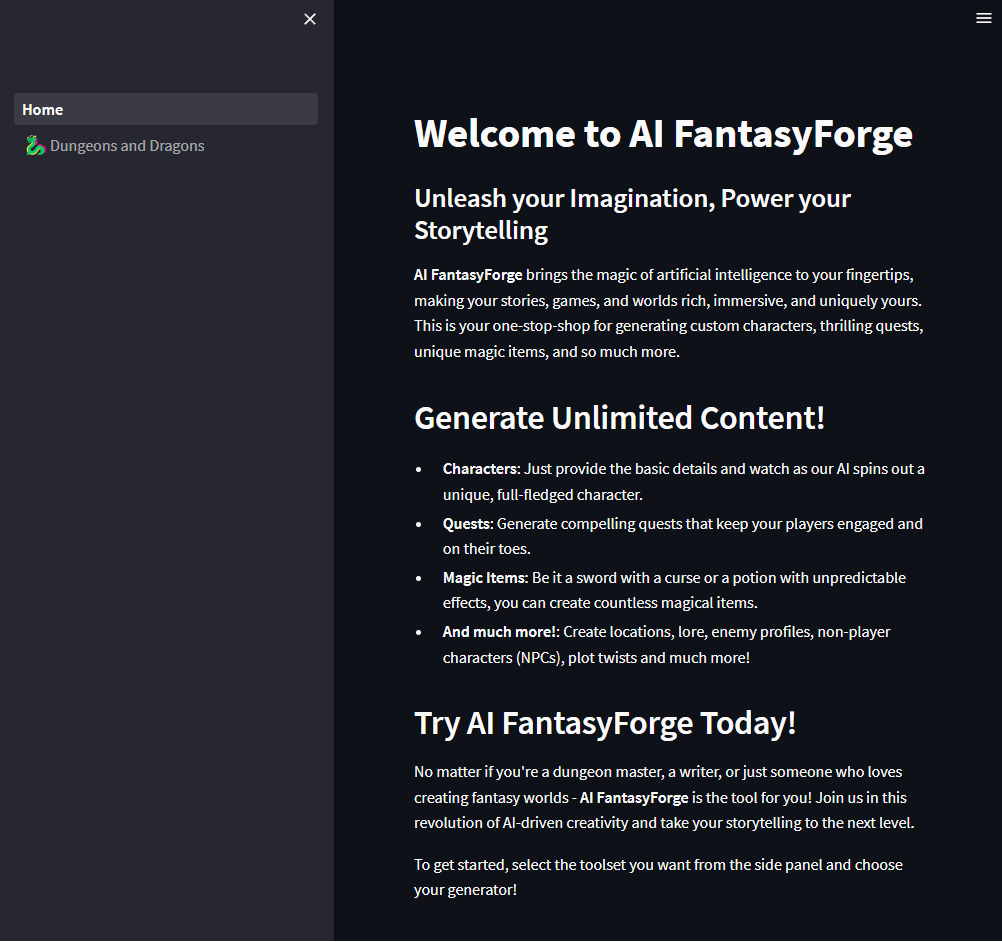 Home
Dungeons and Dragons
Welcome to AI FantasyForge
Unleash your Imagination, Power your
Storytelling
AI FantasyForge brings the magic of artificial intelligence to your fingertips,
making your stories, games, and worlds rich, immersive, and uniquely yours.
This is your one-stop-shop for generating custom characters, thrilling quests,
unique magic items, and so much more.
Generate Unlimited Content!
• Characters: Just provide the basic details and watch as our AI spins out a
unique, full-fledged character.
• Quests: Generate compelling quests that keep your players engaged and
on their toes.
• Magic Items: Be it a sword with a curse or a potion with unpredictable
effects, you can create countless magical items.
• And much more!: Create locations, lore, enemy profiles, non-player
characters (NPCs), plot twists and much more!
Try AI FantasyForge Today!
No matter if you're a dungeon master, a writer, or just someone who loves
creating fantasy worlds - AI FantasyForge is the tool for you! Join us in this
revolution of AI-driven creativity and take your storytelling to the next level.
To get started, select the toolset you want from the side panel and choose
your generator!